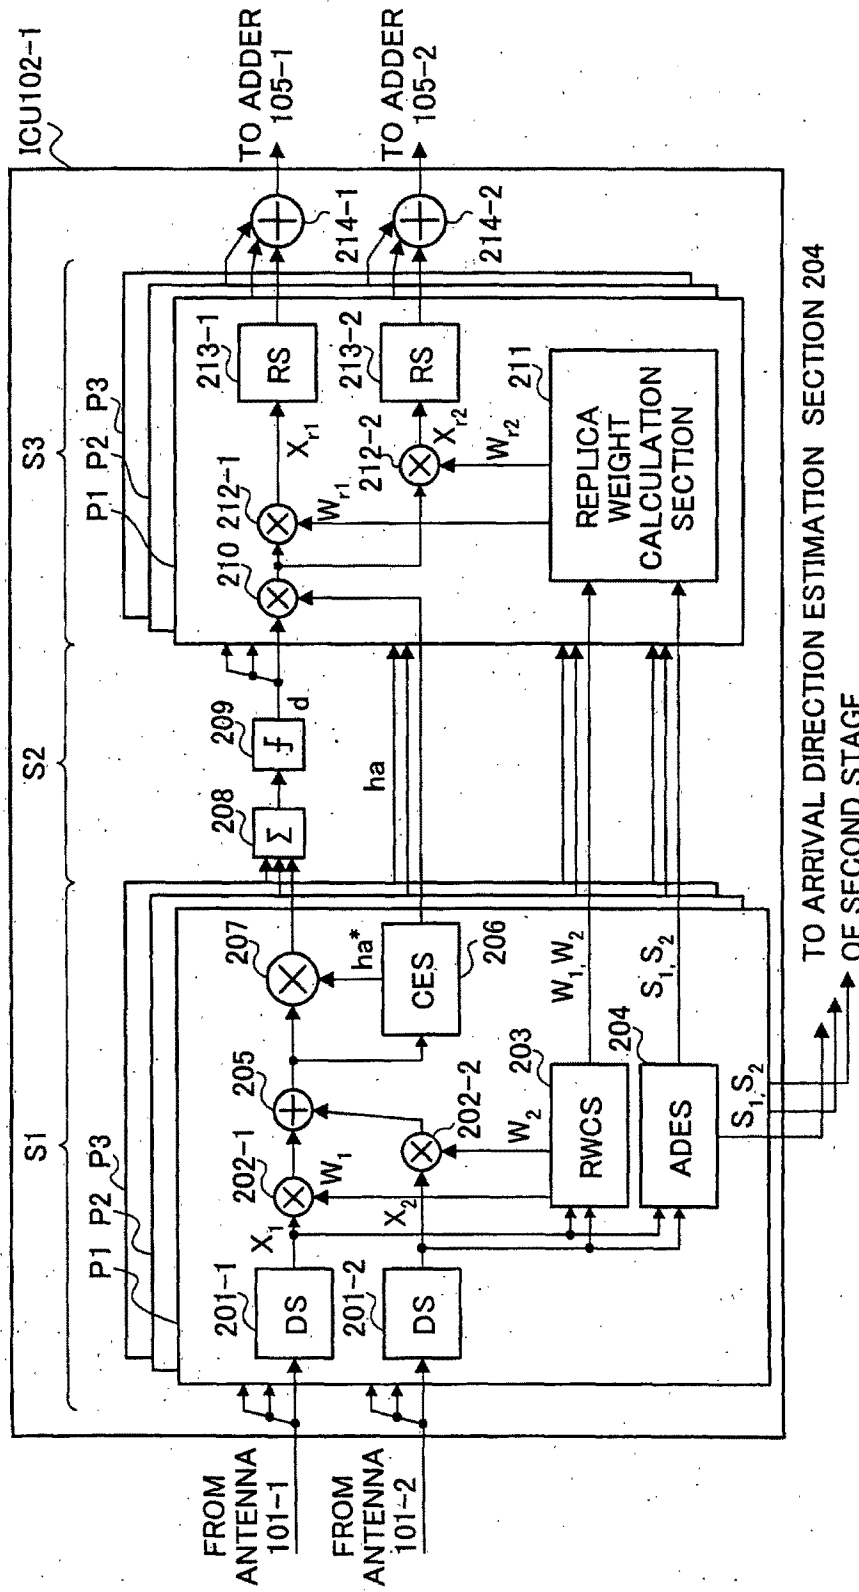 ICU102-1
S1
S2
S3
P1
P2
P3
P1
P2
P3
FROM
ANTENNA
101-1
FROM
ANTENNA
101-2
201-1
DS
201-2
DS
X1
X2
202-1
W1
202-2
W2
203
RWCS
204
ADES
205
206
CES
207
ha*
208
Σ
209
d
ha
W1, W2
S1, S2
S1, S2
210
212-1
Wr1
Xr1
212-2
Wr2
Xr2
211
REPLICA
WEIGHT
CALCULATION
SECTION
213-1
RS
213-2
RS
214-1
214-2
TO ADDER
105-1
TO ADDER
105-2
TO ARRIVAL DIRECTION ESTIMATION SECTION 204
OF SECOND STAGE